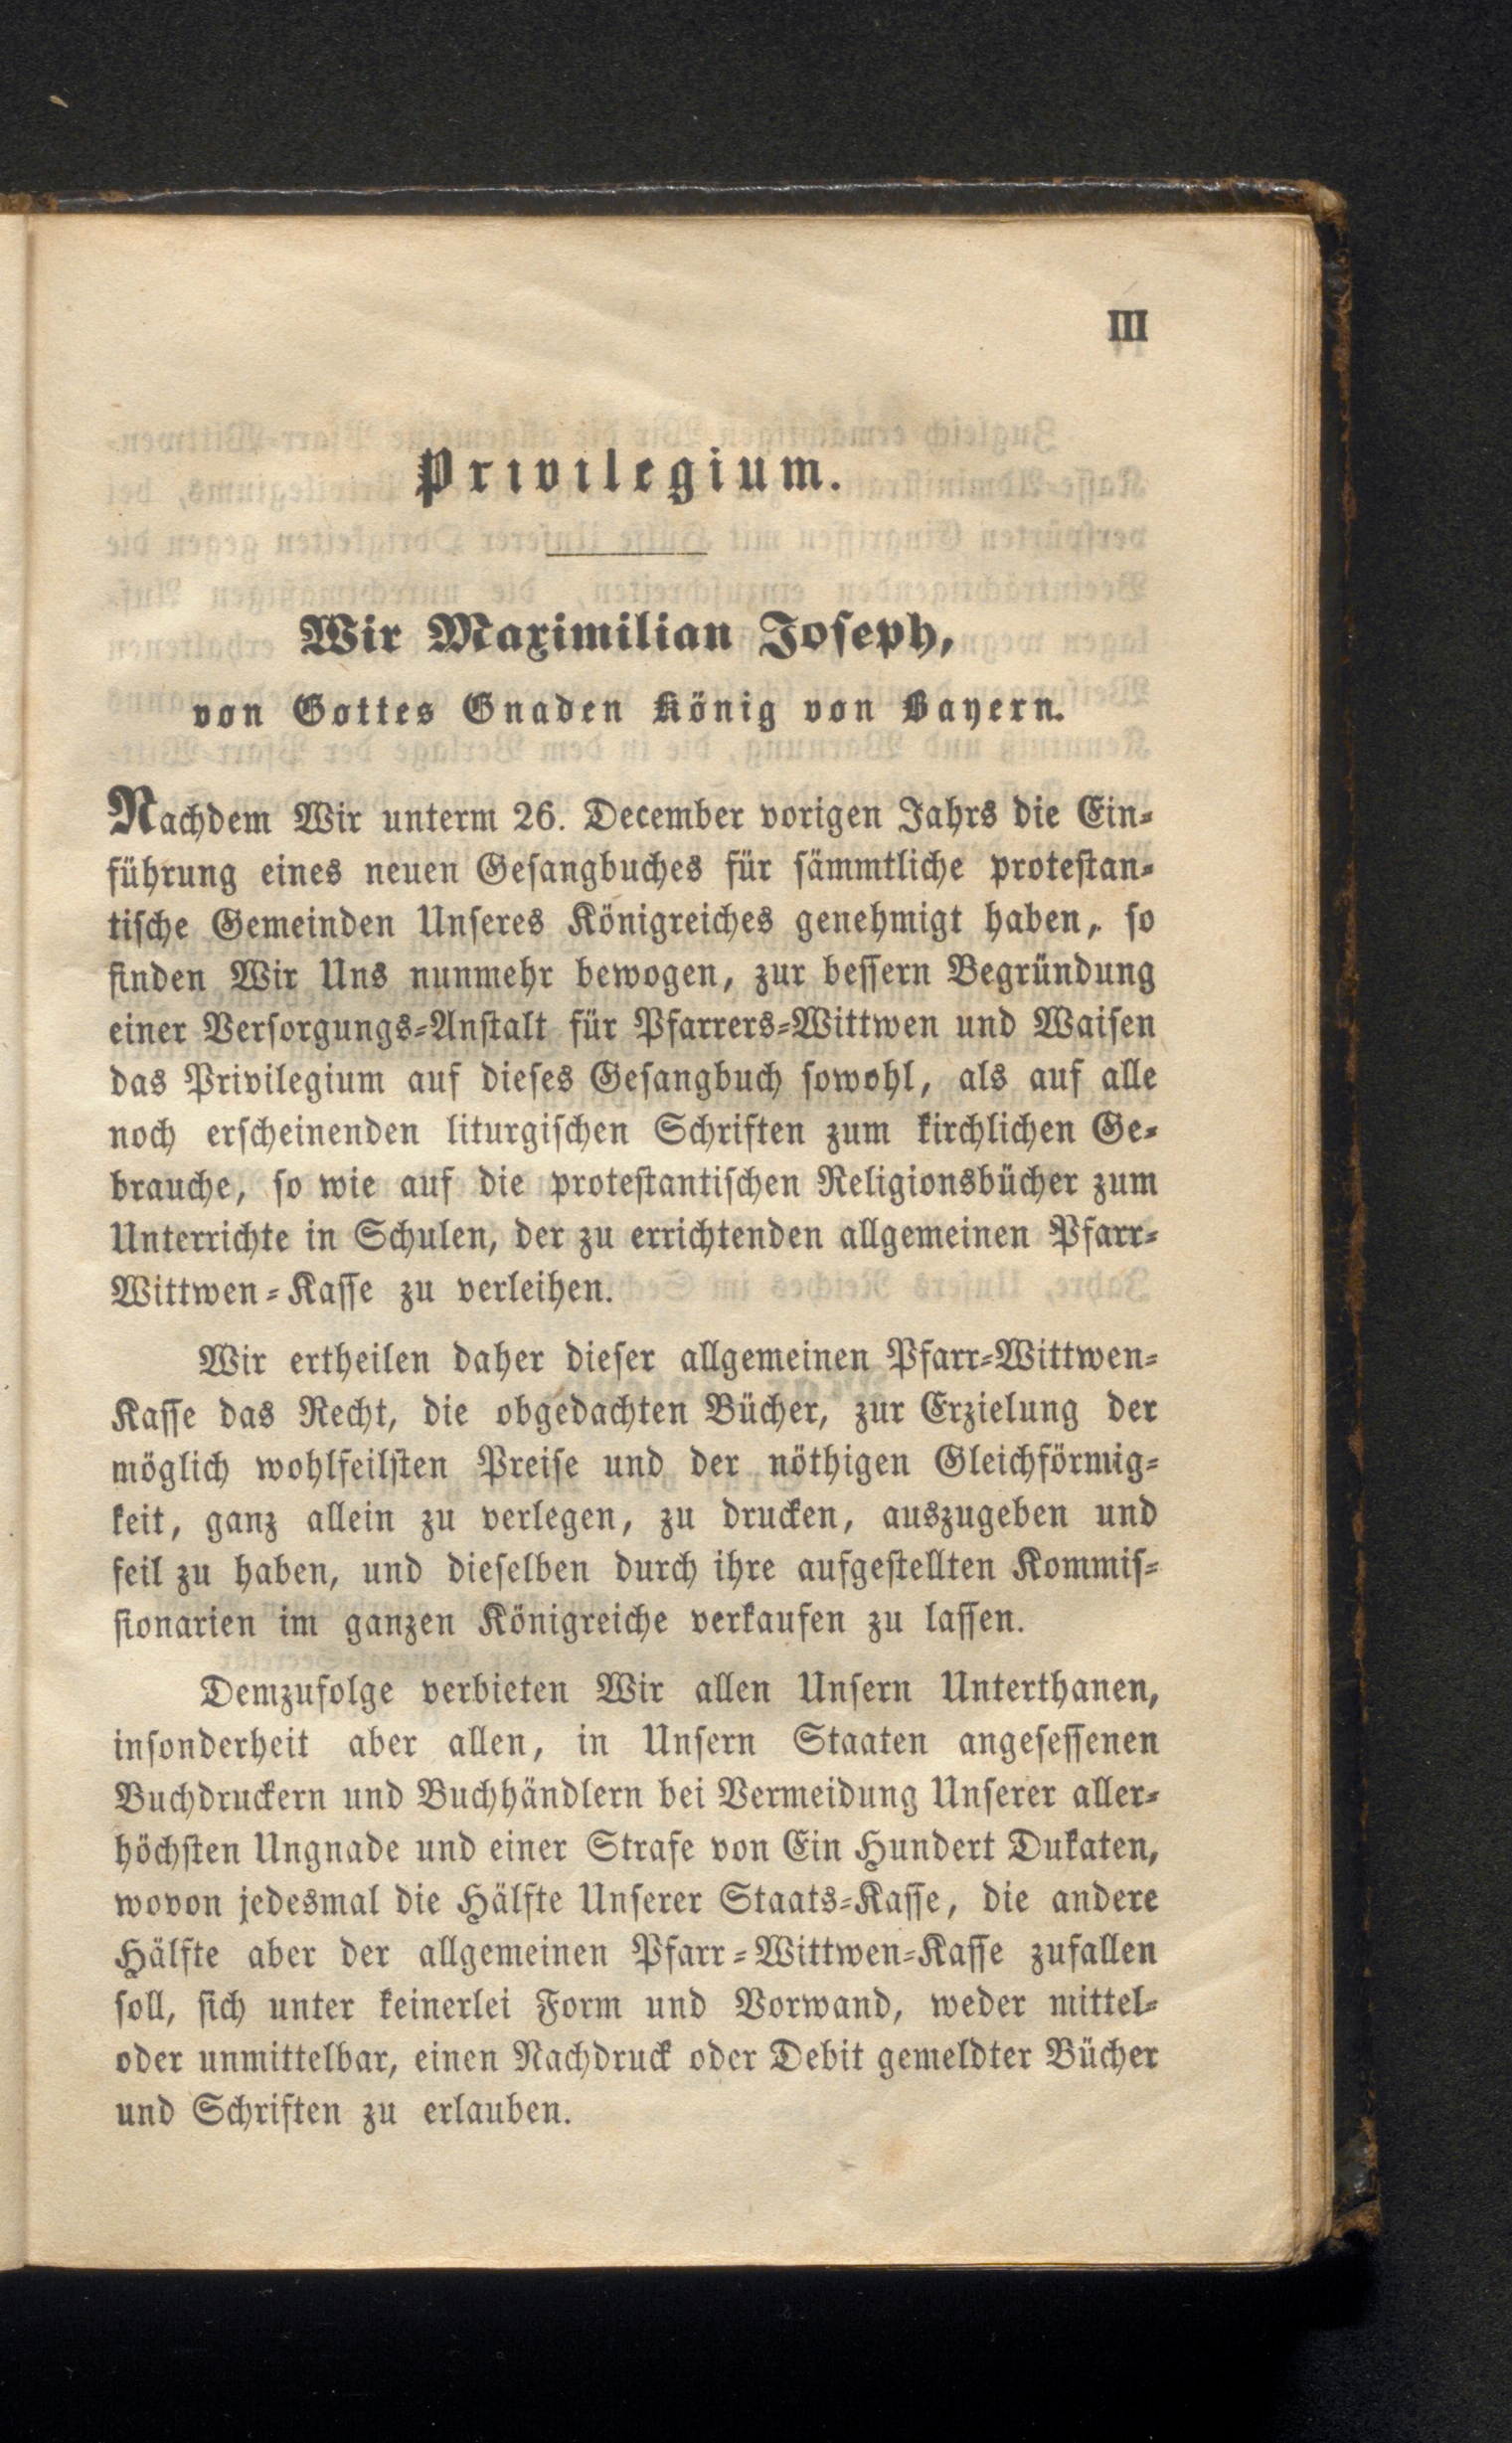 III
Privilegium.
Wir Maximilian Joseph,
von Gottes Gnaden König von Bayern.
Nachdem Wir unterm 26. December vorigen Jahrs die Ein-
führung eines neuen Gesangbuches für sämmtliche protestan-
tische Gemeinden Unseres Königreiches genehmigt haben, so
finden Wir Uns nunmehr bewogen, zur bessern Begründung
einer Versorgungs-Anstalt für Pfarrers-Wittwen und Waisen
das Privilegium auf dieses Gesangbuch sowohl, als auf alle
noch erscheinenden liturgischen Schriften zum kirchlichen Ge-
brauche, so wie auf die protestantischen Religionsbücher zum
Unterrichte in Schulen, der zu errichtenden allgemeinen Pfarr-
Wittwen-Kasse zu verleihen.
Wir ertheilen daher dieser allgemeinen Pfarr-Wittwen-
Kasse das Recht, die obgedachten Bücher, zur Erzielung der
möglich wohlfeilsten Preise und der nöthigen Gleichförmig-
keit, ganz allein zu verlegen, zu drucken, auszugeben und
feil zu haben, und dieselben durch ihre aufgestellten Kommis-
sionarien im ganzen Königreiche verkaufen zu lassen.
Demzufolge verbieten Wir allen Unsern Unterthanen,
insonderheit aber allen, in Unsern Staaten angesessenen
Buchdruckern und Buchhändlern bei Vermeidung Unserer aller-
höchsten Ungnade und einer Strafe von Ein Hundert Dukaten,
wovon jedesmal die Hälfte Unserer Staats-Kasse, die andere
Hälfte aber der allgemeinen Pfarr-Wittwen-Kasse zufallen
soll, sich unter keinerlei Form und Vorwand, weder mittel-
oder unmittelbar, einen Nachdruck oder Debit gemeldter Bücher
und Schriften zu erlauben.